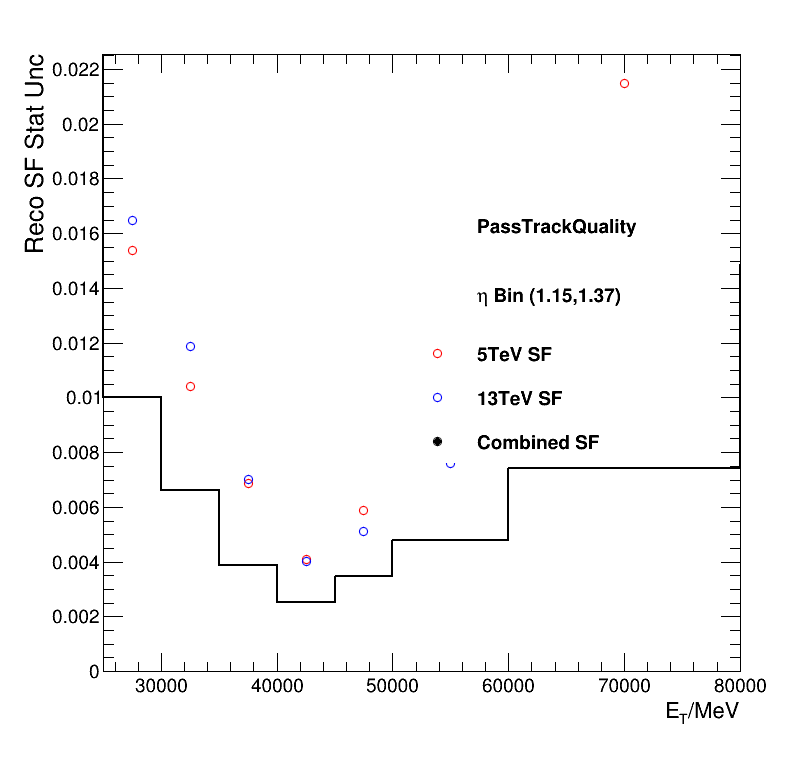 Reco SF Stat Unc
0.022
0.02
0.018
0.016
0.014
0.012
0.01
0.008
0.006
0.004
0.002
0
PassTrackQuality
η Bin (1.15,1.37)
5TeV SF
13TeV SF
Combined SF
30000 40000 50000 60000 70000 80000
E_T/MeV